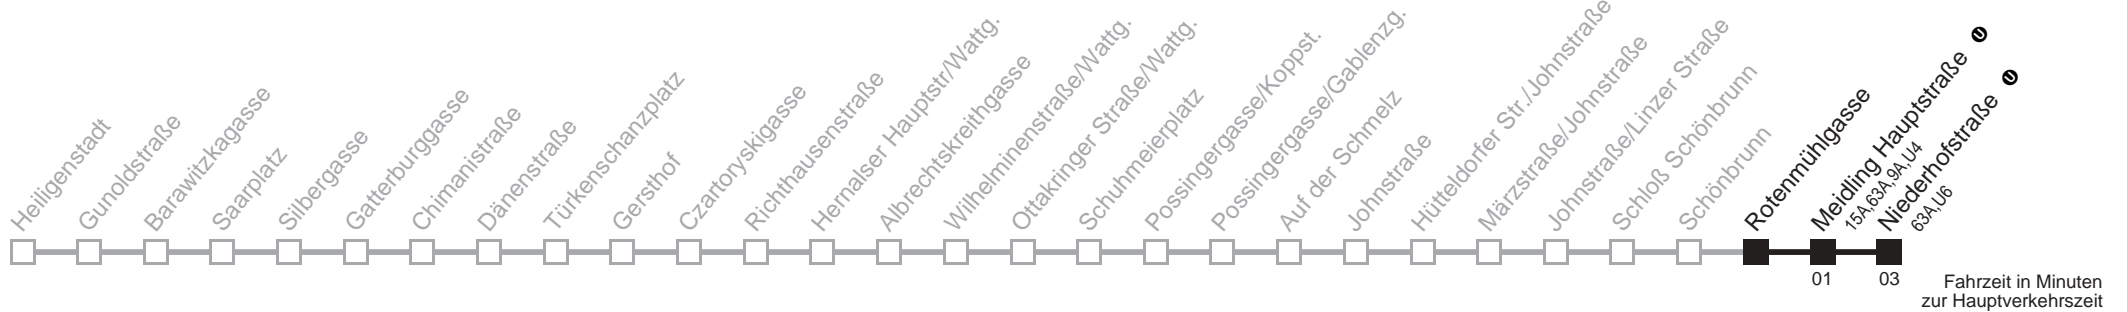 Heiligenstadt
Gunoldstraße
Barawitzkagasse
Saarplatz
Silbergasse
Gatterburggasse
Chimanistraße
Dänenstraße
Türkenschanzplatz
Gersthof
Czartoryskigasse
Richthausenstraße
Hernalser Hauptstr/Wattg.
Albrechtskreithgasse
Wilhelminenstraße/Wattg.
Ottakringer Straße/Wattg.
Schuhmeierplatz
Possingergasse/Koppst.
Possingergasse/Gablenzg.
Auf der Schmelz
Johnstraße
Hütteldorfer Str./Johnstraße
Märzstraße/Johnstraße
Johnstraße/Linzer Straße
Schloß Schönbrunn
Schönbrunn
Rotenmühlgasse
Meidling Hauptstraße U
15A,63A,9A,U4
Niederhofstraße U
63A,U6
01
03
Fahrzeit in Minuten
zur Hauptverkehrszeit